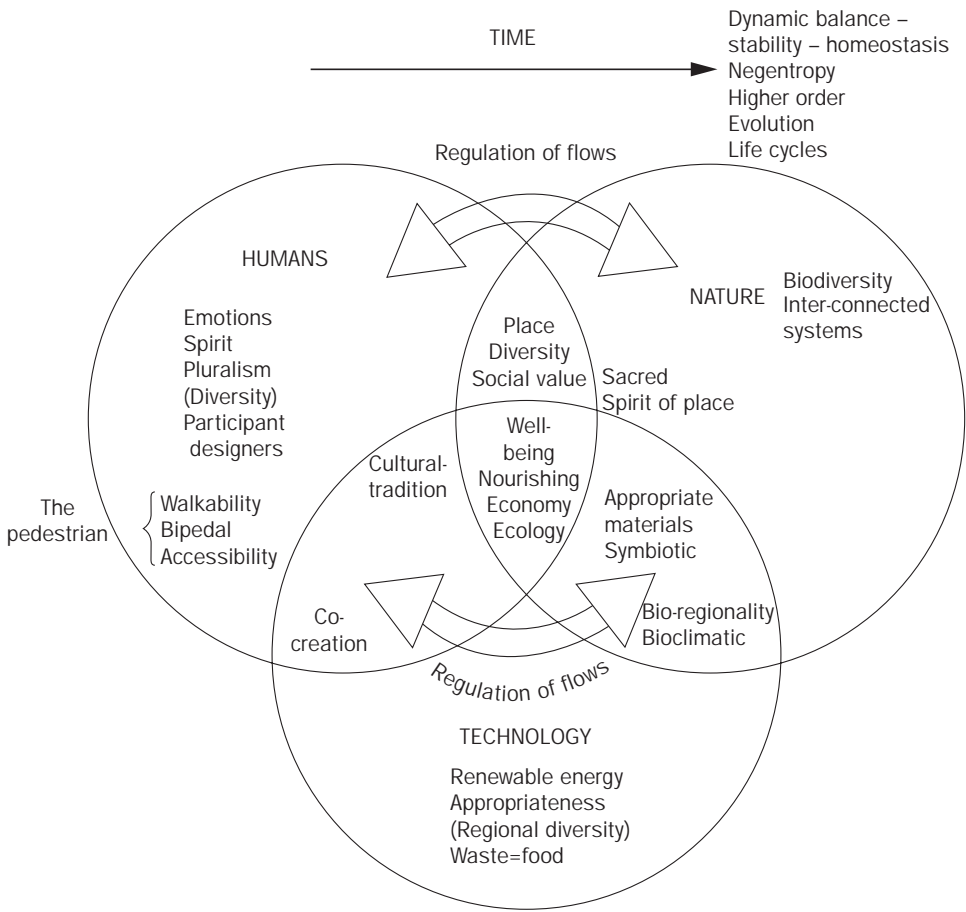 TIME
Dynamic balance –
stability – homeostasis
Negentropy
Higher order
Evolution
Life cycles
Regulation of flows
HUMANS
Emotions
Spirit
Pluralism
(Diversity)
Participant
designers
The
pedestrian
Walkability
Bipedal
Accessibility
NATURE
Biodiversity
Inter-connected
systems
Place
Diversity
Social value
Sacred
Spirit of place
Cultural-
tradition
Well-
being
Nourishing
Economy
Ecology
Appropriate
materials
Symbiotic
Co-
creation
Bio-regionality
Bioclimatic
Regulation of flows
TECHNOLOGY
Renewable energy
Appropriateness
(Regional diversity)
Waste=food